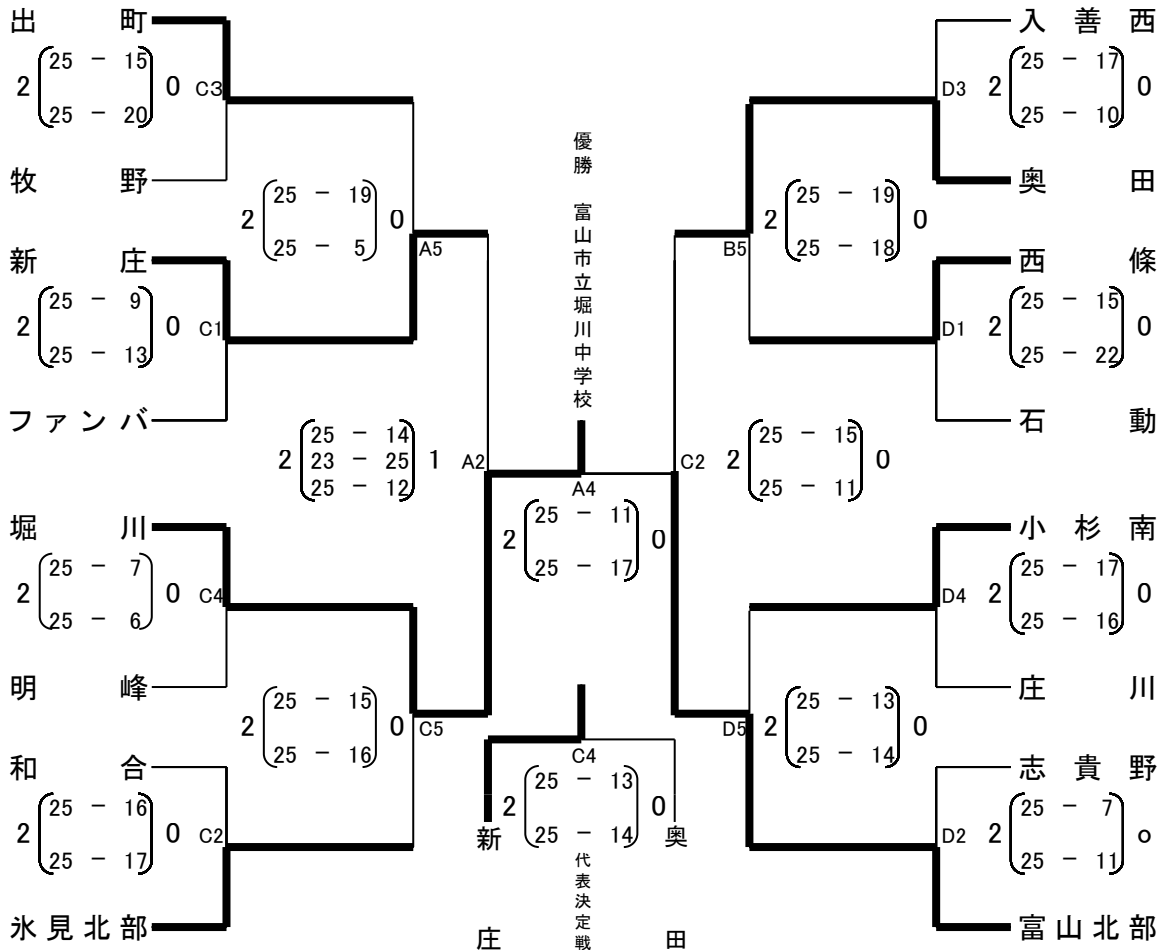 出町
2 25 - 15 0 C3
25 - 20
牧野
2 25 - 19 0 A5
25 - 5
新庄
2 25 - 9 0 C1
25 - 13
ファンバ
2 25 - 14 1 A2
23 - 25
25 - 12
堀川
2 25 - 7 0 C4
25 - 6
明峰
2 25 - 15 0 C5
25 - 16
和合
2 25 - 16 0 C2
25 - 17
氷見北部
優勝 富山市立堀川中学校
A4
2 25 - 11 0
25 - 17
C4
2 25 - 13 0
25 - 14
新庄
代表決定戦
奥田
入善西
D3 2 25 - 17 0
25 - 10
奥田
B5 2 25 - 19 0
25 - 18
西條
D1 2 25 - 15 0
25 - 22
石動
C2 2 25 - 15 0
25 - 11
小杉南
D4 2 25 - 17 0
25 - 16
庄川
D5 2 25 - 13 0
25 - 14
志貴野
D2 2 25 - 7 o
25 - 11
富山北部